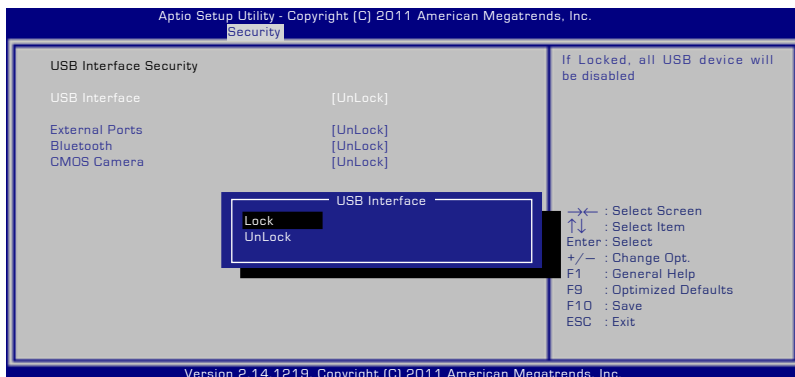 Aptio Setup Utility - Copyright (C) 2011 American Megatrends, Inc.
Security
USB Interface Security
USB Interface [UnLock]
External Ports [UnLock]
Bluetooth [UnLock]
CMOS Camera [UnLock]
USB Interface
Lock
UnLock
If Locked, all USB device will
be disabled
→← : Select Screen
↑↓ : Select Item
Enter : Select
+/— : Change Opt.
F1 : General Help
F9 : Optimized Defaults
F10 : Save
ESC : Exit
Version 2.14.1219. Copyright (C) 2011 American Megatrends, Inc.